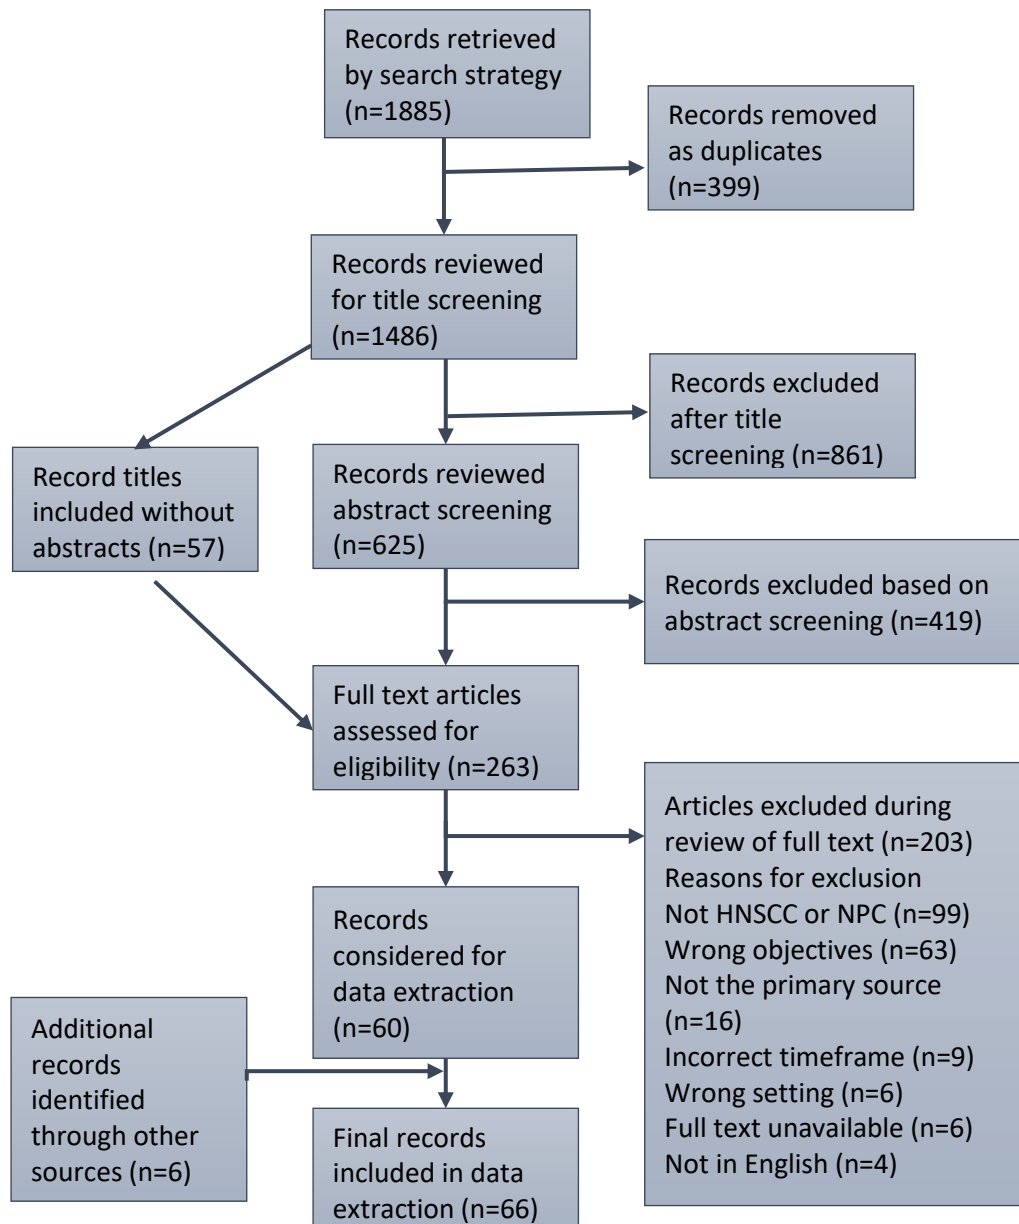 Records retrieved
by search strategy
(n=1885)
Records removed
as duplicates
(n=399)
Records reviewed
for title screening
(n=1486)
Records excluded
after title
screening (n=861)
Record titles
included without
abstracts (n=57)
Records reviewed
abstract screening
(n=625)
Records excluded based on
abstract screening (n=419)
Full text articles
assessed for
eligibility (n=263)
Articles excluded during
review of full text (n=203)
Reasons for exclusion
Not HNSCC or NPC (n=99)
Wrong objectives (n=63)
Not the primary source
(n=16)
Incorrect timeframe (n=9)
Wrong setting (n=6)
Full text unavailable (n=6)
Not in English (n=4)
Records
considered for
data extraction
(n=60)
Additional
records
identified
through other
sources (n=6)
Final records
included in data
extraction (n=66)